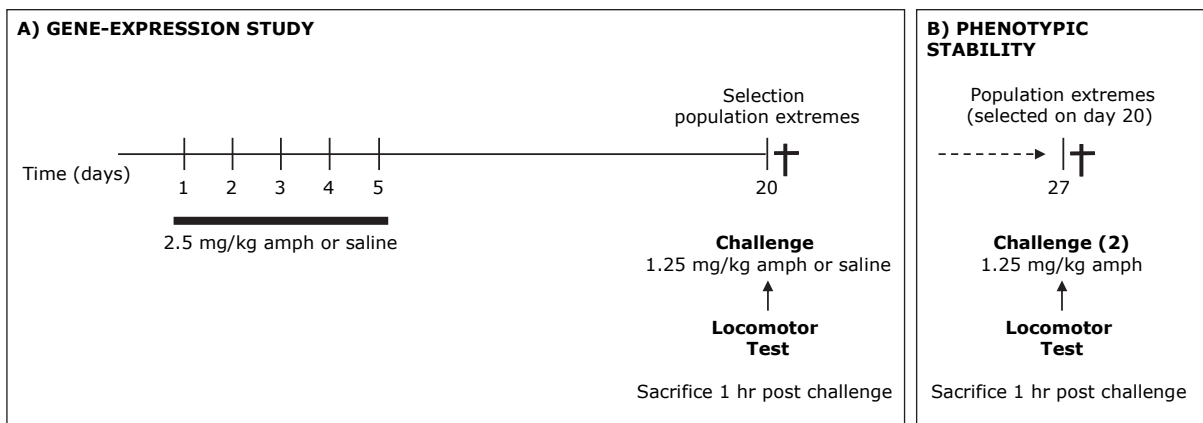 A) GENE-EXPRESSION STUDY
Selection
population extremes
Time (days)
1 2 3 4 5 20
2.5 mg/kg amph or saline
Challenge
1.25 mg/kg amph or saline
Locomotor
Test
Sacrifice 1 hr post challenge
B) PHENOTYPIC
STABILITY
Population extremes
(selected on day 20)
27
Challenge (2)
1.25 mg/kg amph
Locomotor
Test
Sacrifice 1 hr post challenge